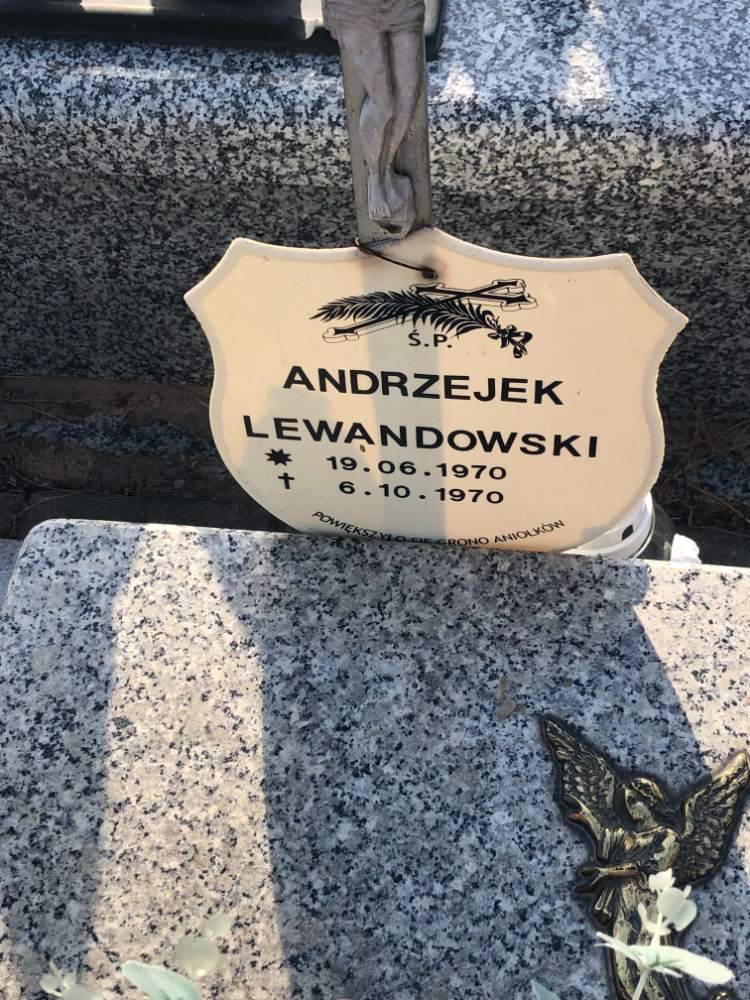 Ś.P.
ANDRZEJEK
LEWANDOWSKI
19.06.1970
6.10.1970
POWIĘKSZYŁO SIĘ GRONO ANIOŁKÓW